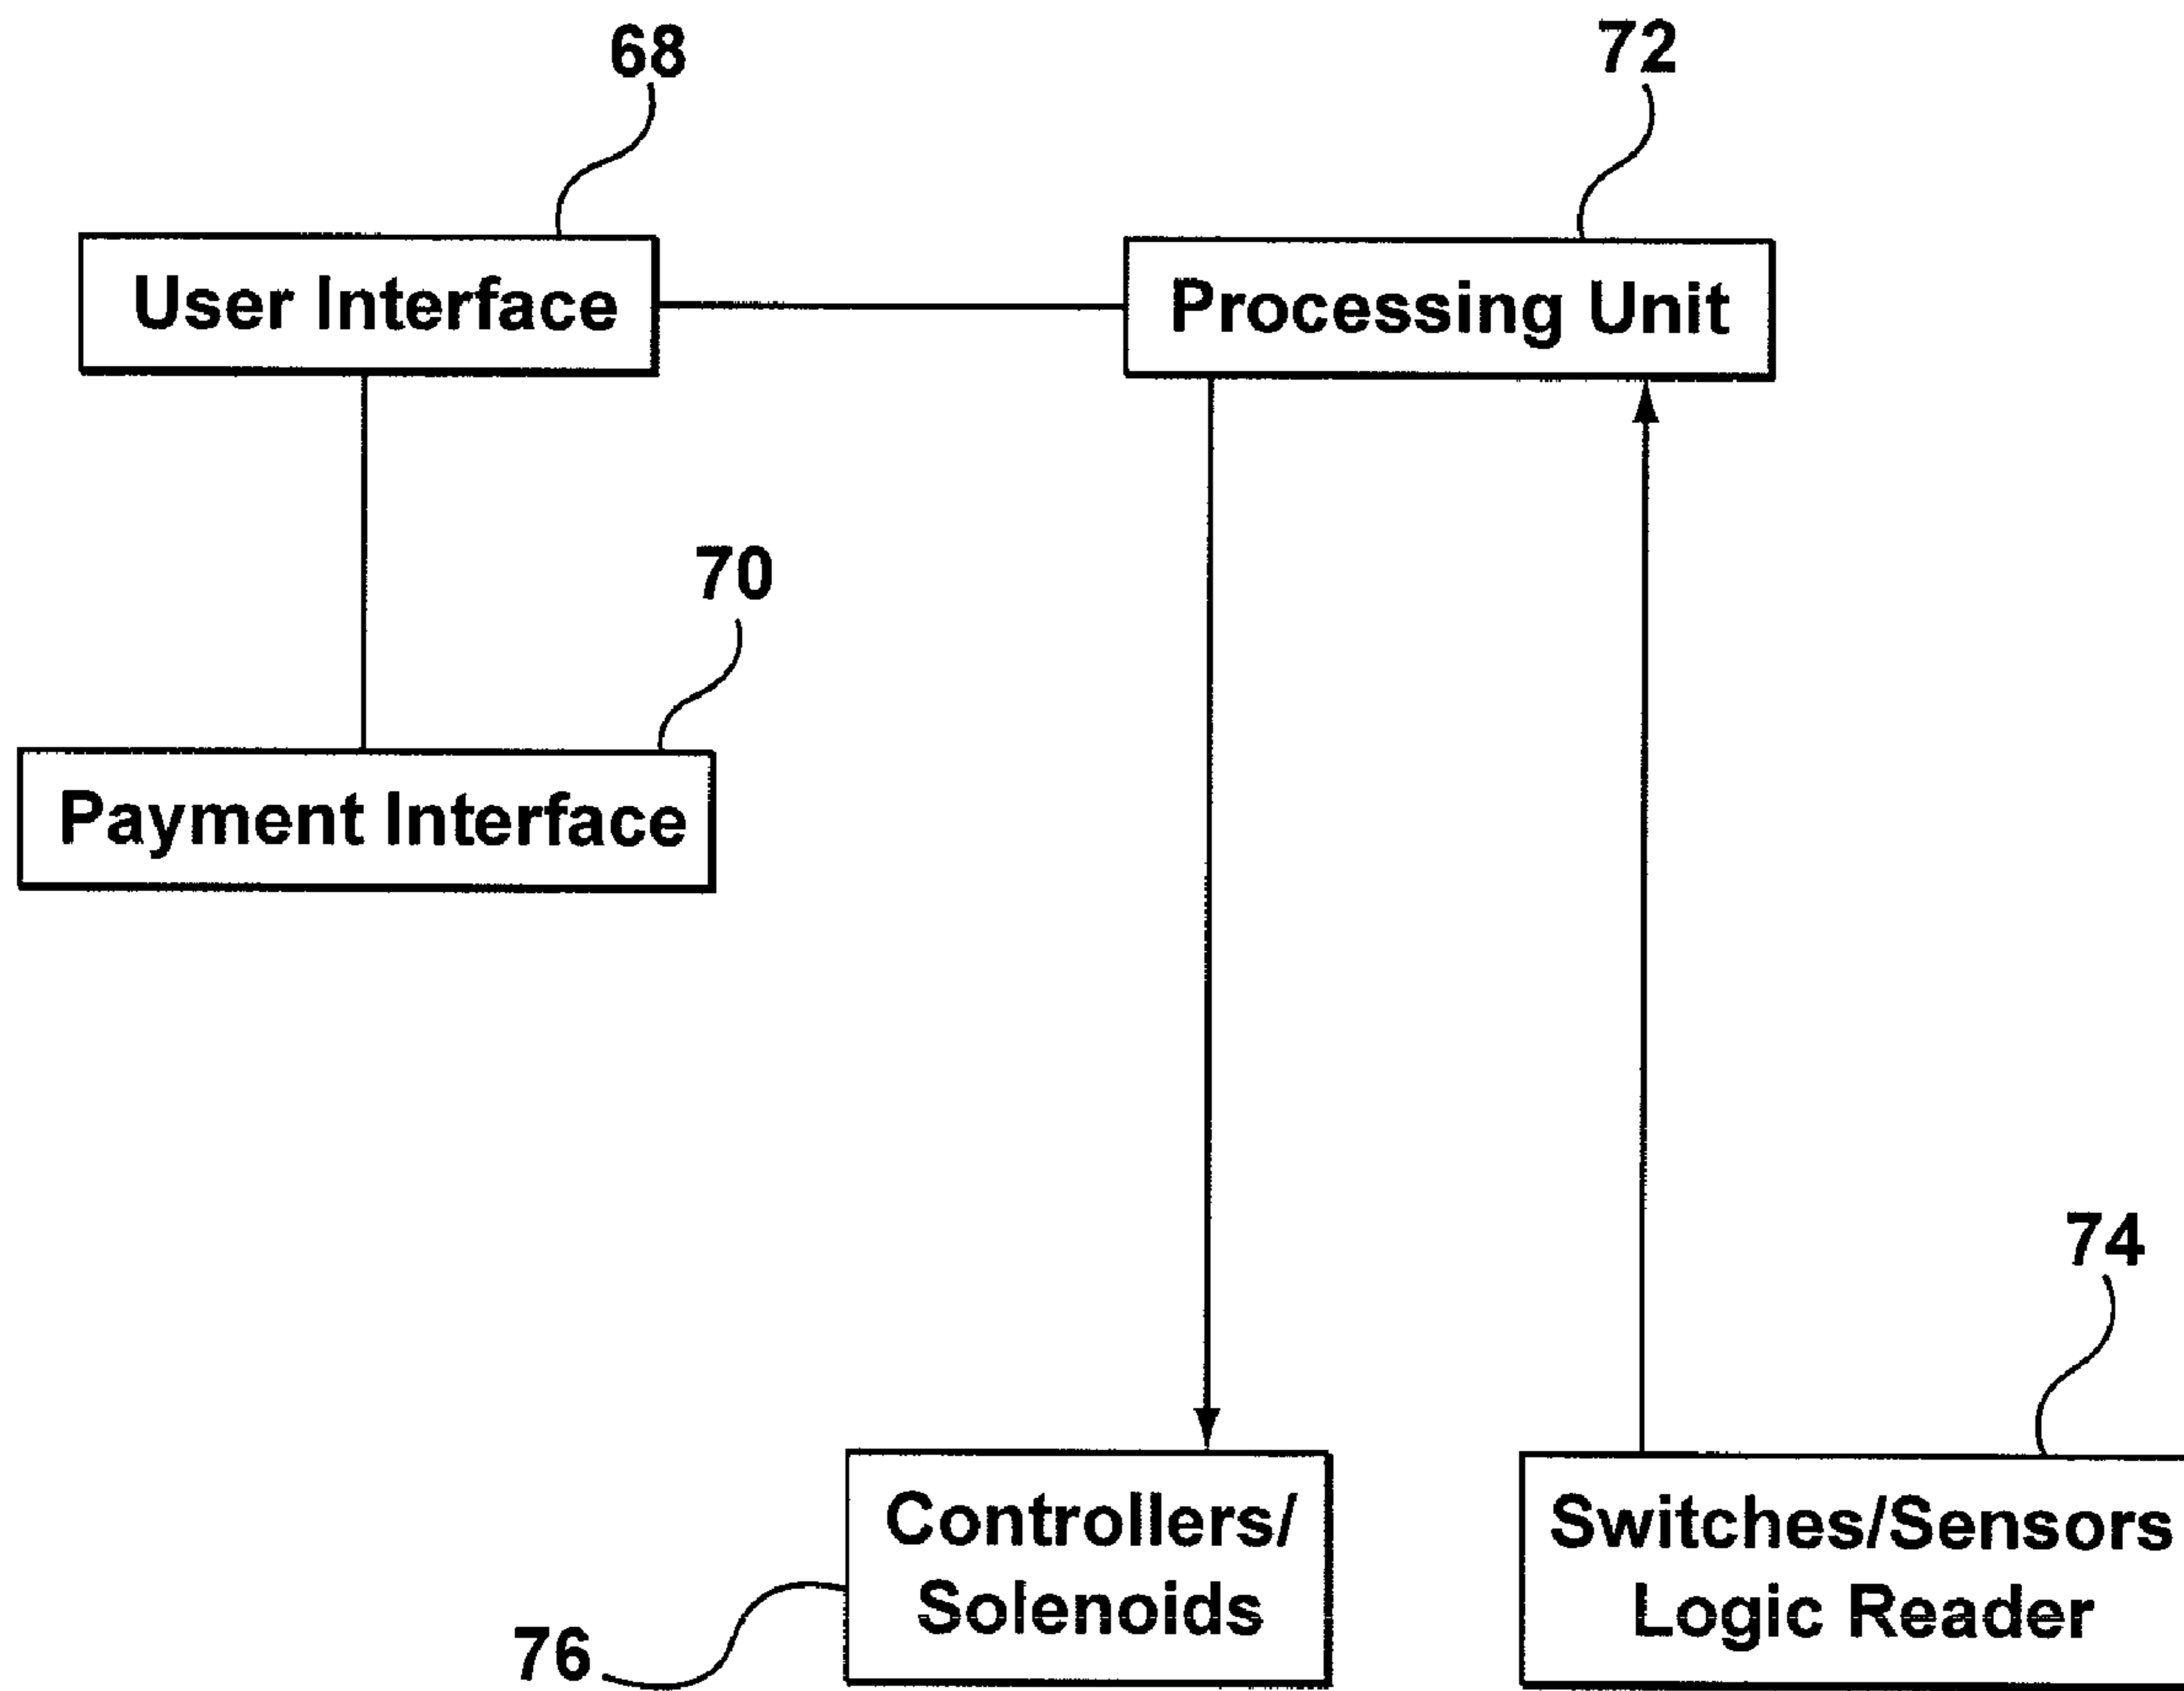 68
72
User Interface
Processing Unit
70
Payment Interface
74
Controllers/
Solenoids
Switches/Sensors
Logic Reader
76